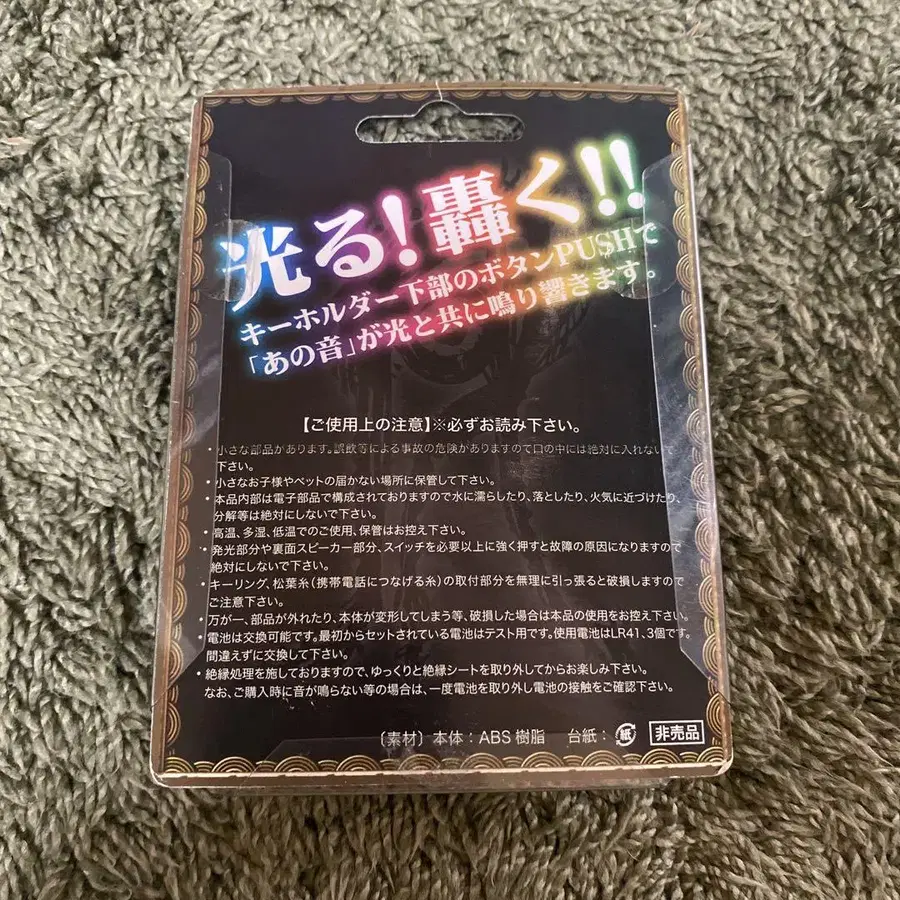 光る!轟く!!
キーホルダー下部のボタンPUSHで
「あの音」が光と共に鳴り響きます。
【ご使用上の注意】※必ずお読み下さい。
・小さな部品があります。誤飲等による事故の危険がありますので口の中には絶対に入れないで
下さい。
・小さなお子様やペットの届かない場所に保管して下さい。
・本品内部は電子部品で構成されておりますので水に濡らしたり、落としたり、火気に近づけたり、
分解等は絶対にしないで下さい。
・高温、多湿、低温でのご使用、保管はお控え下さい。
・発光部分や裏面スピーカー部分、スイッチを必要以上に強く押すと故障の原因になりますので
絶対にしないで下さい。
・キーリング、松葉糸(携帯電話につなげる糸)の取付部分を無理に引っ張ると破損しますので
ご注意下さい。
・万が一、部品が外れたり、本体が変形してしまう等、破損した場合は本品の使用をお控え下さい。
・電池は交換可能です。最初からセットされている電池はテスト用です。使用電池はLR41、3個です。
間違えずに交換して下さい。
・絶縁処理を施しておりますので、ゆっくりと絶縁シートを取り外してからお楽しみ下さい。
なお、ご購入時に音が鳴らない等の場合は、一度電池を取り外し電池の接触をご確認下さい。
〔素材〕本体:ABS樹脂 台紙:紙 非売品